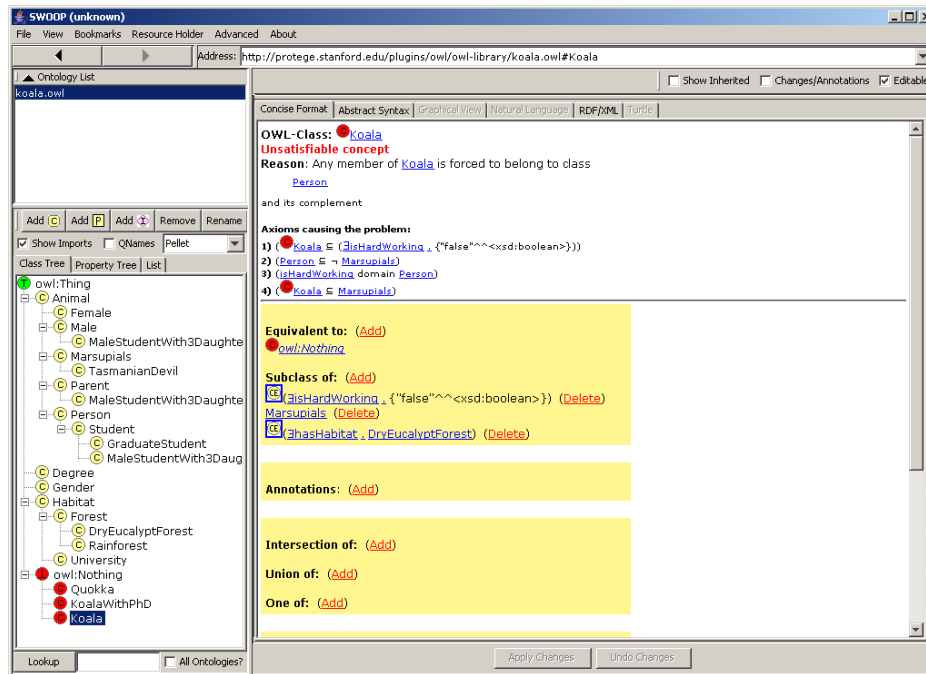 SWOOP (unknown)
File View Bookmarks Resource Holder Advanced About
Address: http://protege.stanford.edu/plugins/owl/owl-library/koala.owl#Koala
Ontology List
koala.owl
Show Inherited Changes/Annotations Editable
Concise Format Abstract Syntax Graphical View Natural Language RDF/XML Turtle
OWL-Class: C Koala
Unsatisfiable concept
Reason: Any member of Koala is forced to belong to class
Person
and its complement
Axioms causing the problem:
1) (C Koala ⊆ (∃isHardWorking . {"false"^^<xsd:boolean>}))
2) (Person ⊆ ¬ Marsupials)
3) (isHardWorking domain Person)
4) (C Koala ⊆ Marsupials)
Equivalent to: (Add)
C owl:Nothing
Subclass of: (Add)
CE (∃isHardWorking . {"false"^^<xsd:boolean>}) (Delete)
Marsupials (Delete)
CE (∃hasHabitat . DryEucalyptForest) (Delete)
Annotations: (Add)
Intersection of: (Add)
Union of: (Add)
One of: (Add)
Apply Changes Undo Changes
Add C Add P Add I Remove Rename
Show Imports QNames Pellet
Class Tree Property Tree List
T owl:Thing
C Animal
C Female
C Male
C MaleStudentWith3Daughte
C Marsupials
C TasmanianDevil
C Parent
C MaleStudentWith3Daughte
C Person
C Student
C GraduateStudent
C MaleStudentWith3Daug
C Degree
C Gender
C Habitat
C Forest
C DryEucalyptForest
C Rainforest
C University
owl:Nothing
C Quokka
C KoalaWithPhD
C Koala
Lookup All Ontologies?